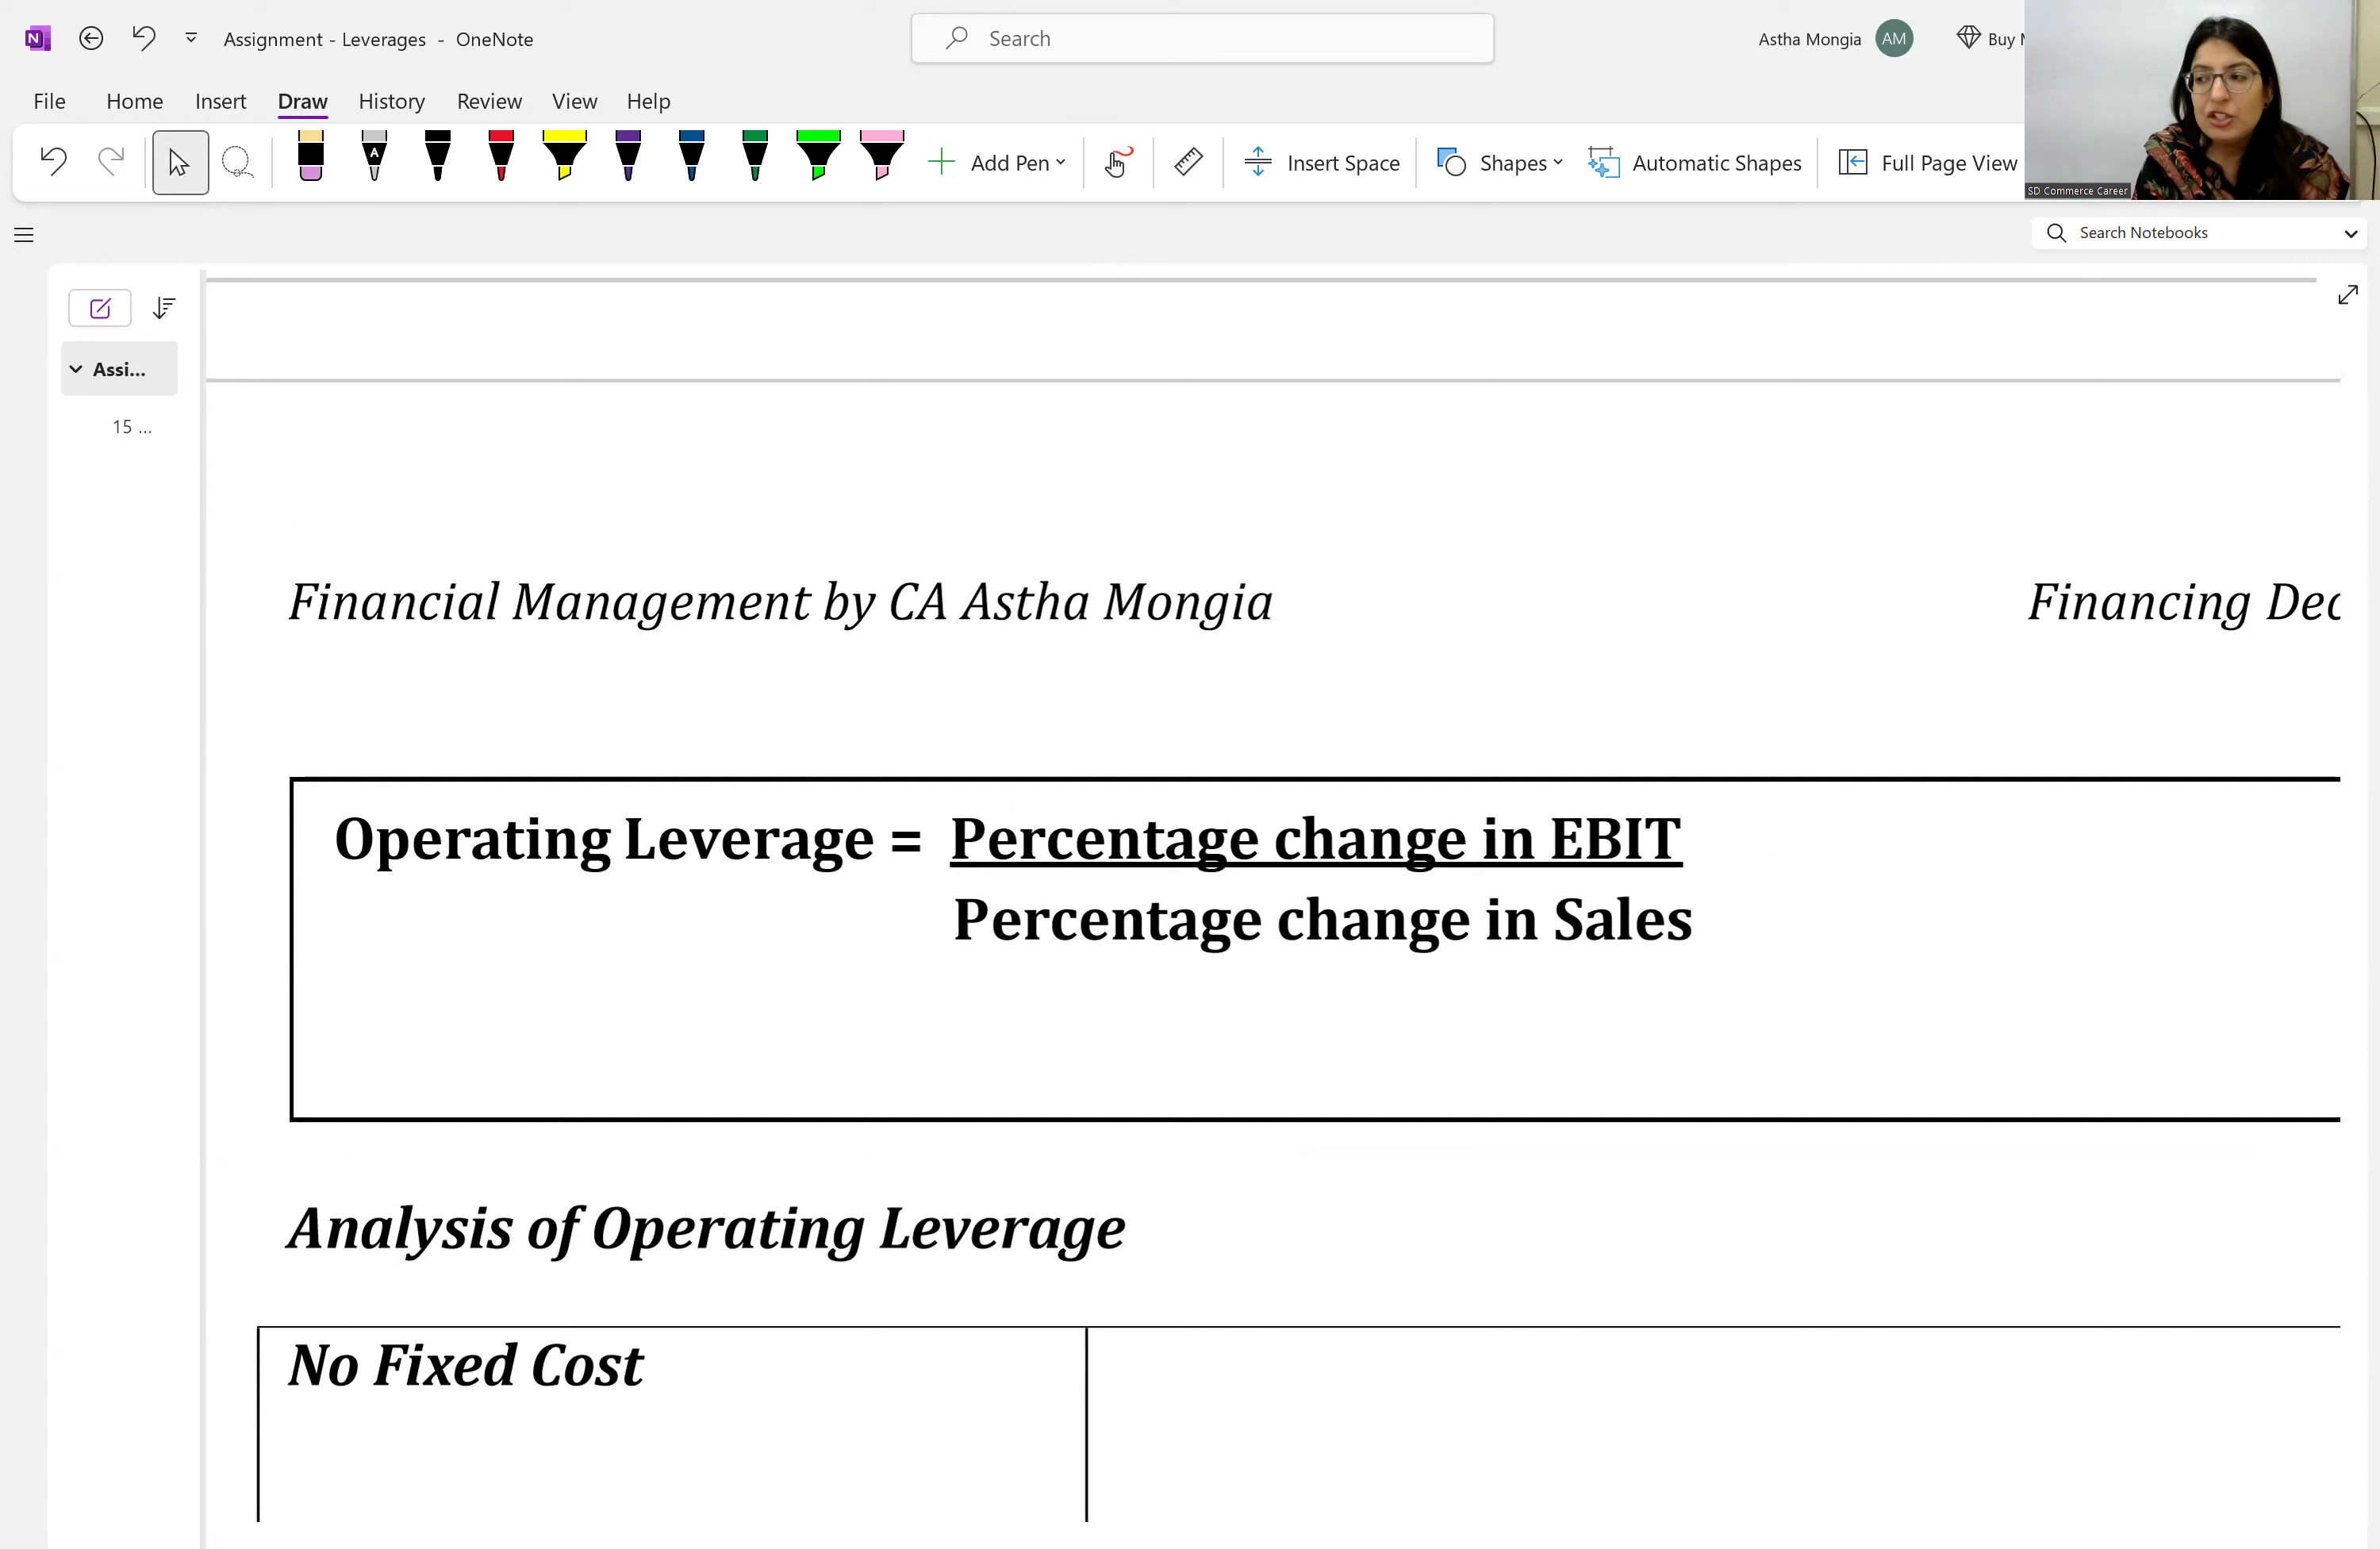 Assignment - Leverages - OneNote
Search
Astha Mongia
AM
Buy
File Home Insert Draw History Review View Help
Add Pen
Insert Space
Shapes
Automatic Shapes
Full Page View
SD Commerce Career
Search Notebooks
Assi...
15 ...
Financial Management by CA Astha Mongia
Financing Dec
Operating Leverage = Percentage change in EBIT
Percentage change in Sales
Analysis of Operating Leverage
No Fixed Cost